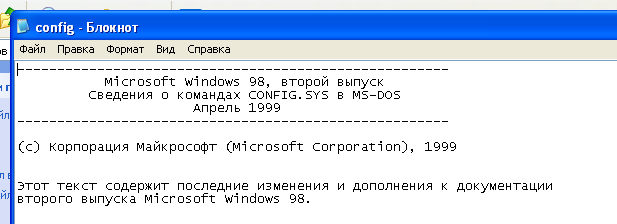 config - Блокнот
Файл Правка Формат Вид Справка
-------------------------------------------------------
Microsoft Windows 98, второй выпуск
Сведения о командах CONFIG.SYS в MS-DOS
Апрель 1999
-------------------------------------------------------
(c) Корпорация Майкрософт (Microsoft Corporation), 1999
Этот текст содержит последние изменения и дополнения к документации
второго выпуска Microsoft Windows 98.